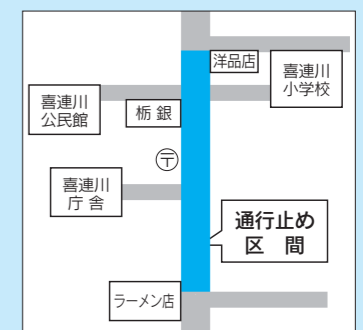 洋品店
喜連川
小学校
喜連川
公民館
栃 銀
〒
喜連川
庁 舎
通行止め
区　間
ラーメン店